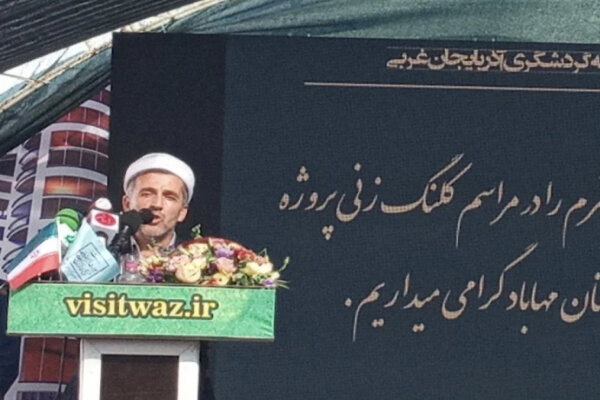 ه گردشگری آذربایجان غربی
رم را در مراسم کلنگ زنی پروژه
تان مهاباد گرامی میداریم.
visitwaz.ir